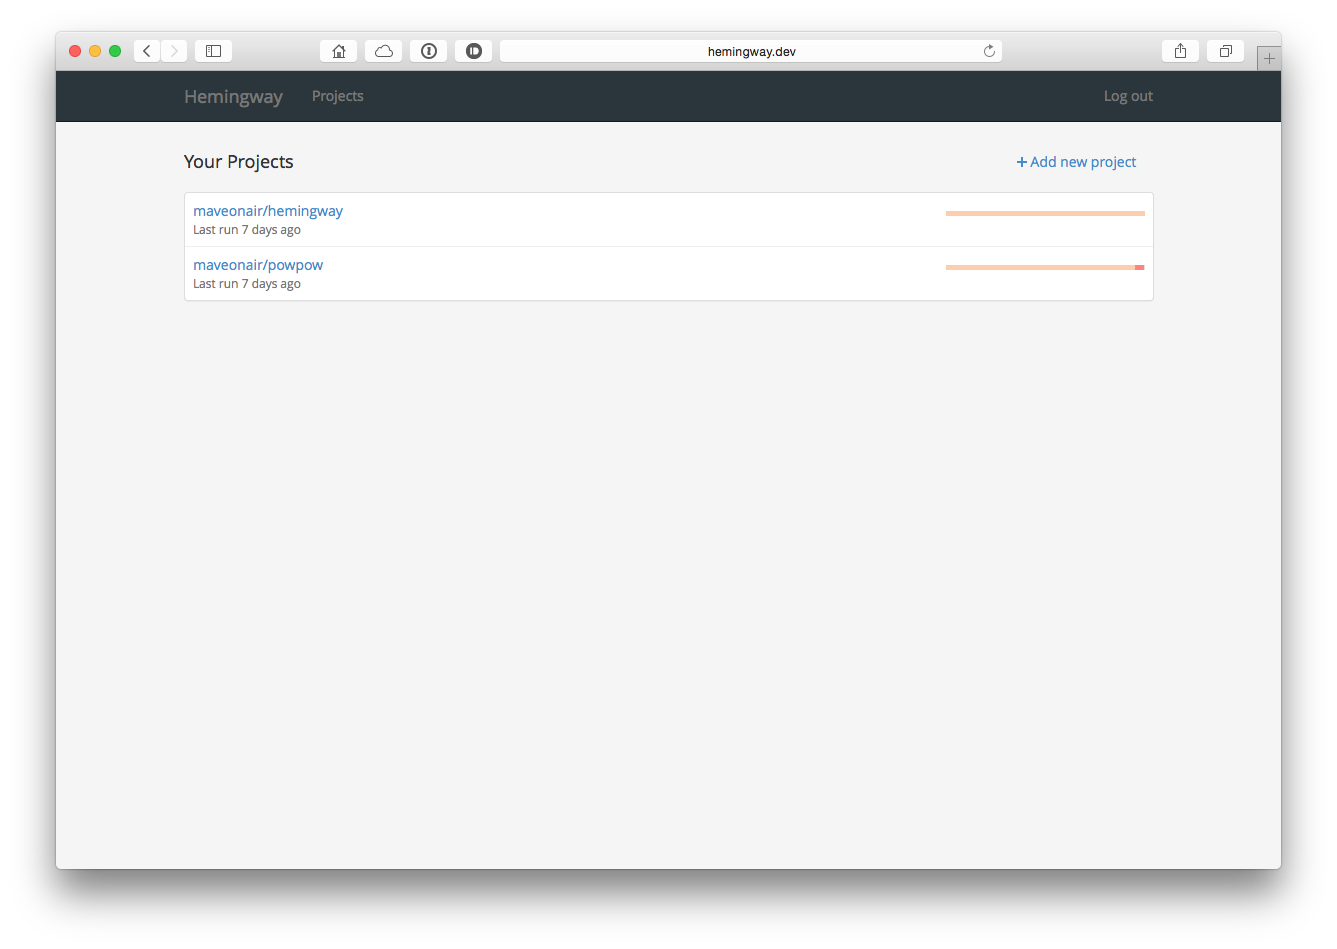 hemingway.dev
Hemingway Projects Log out
Your Projects + Add new project
maveonair/hemingway
Last run 7 days ago
maveonair/powpow
Last run 7 days ago